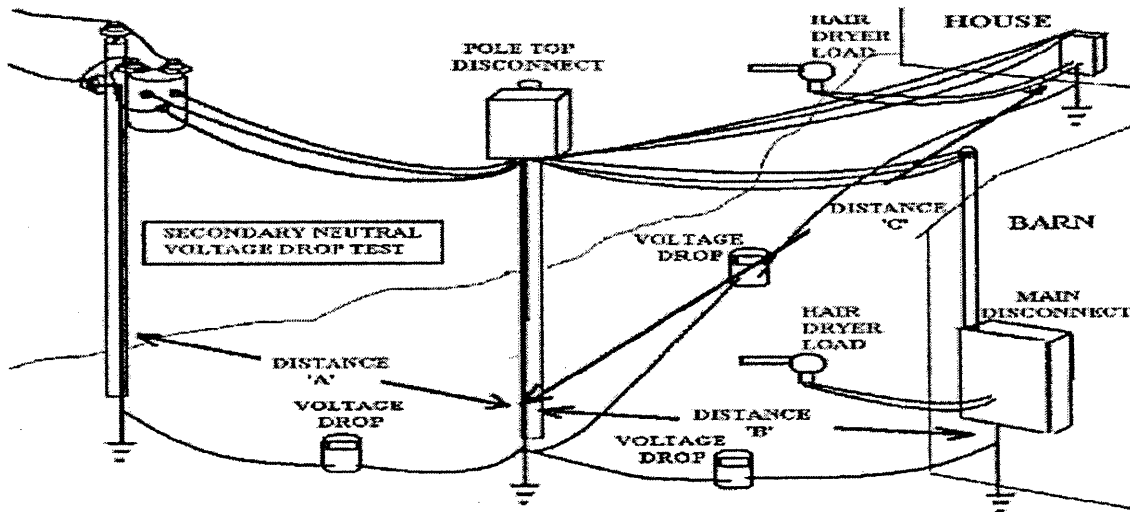 HAIR
DRYER
LOAD
HOUSE
POLE TOP
DISCONNECT
SECONDARY NEUTRAL
VOLTAGE DROP TEST
DISTANCE
'C'
BARN
VOLTAGE
DROP
MAIN
DISCONNECT
HAIR
DRYER
LOAD
DISTANCE
'A'
VOLTAGE
DROP
DISTANCE
'B'
VOLTAGE
DROP